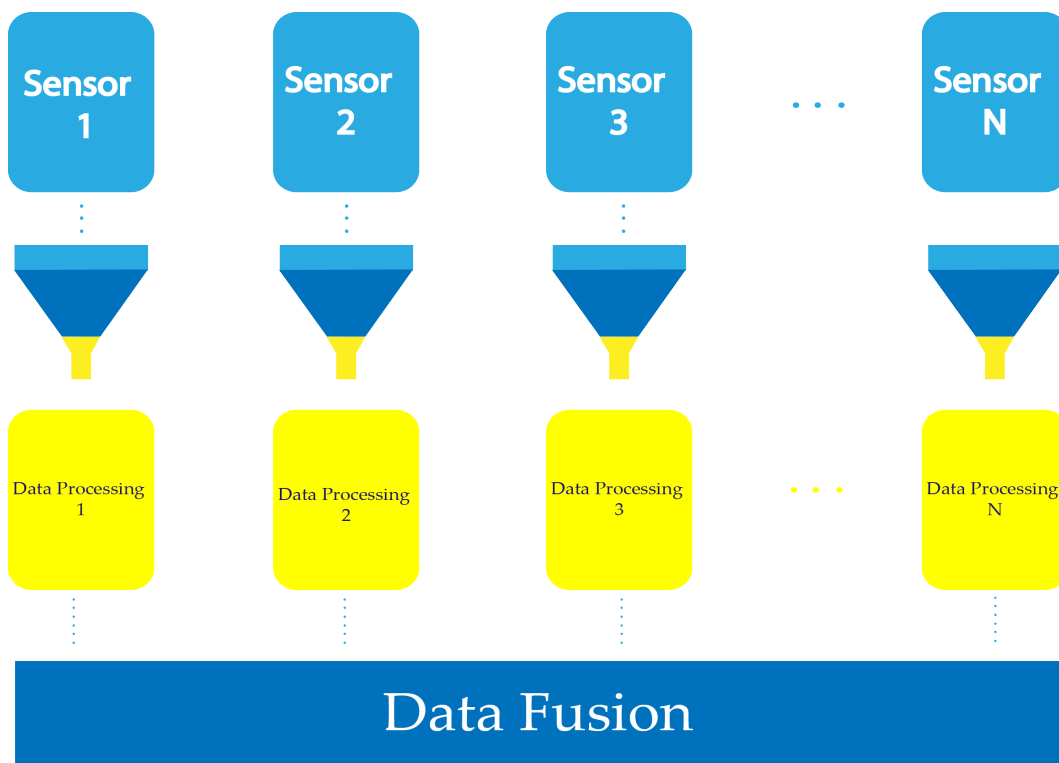 Sensor
1
Sensor
2
Sensor
3
. . .
Sensor
N
Data Processing
1
Data Processing
2
Data Processing
3
. . .
Data Processing
N
Data Fusion